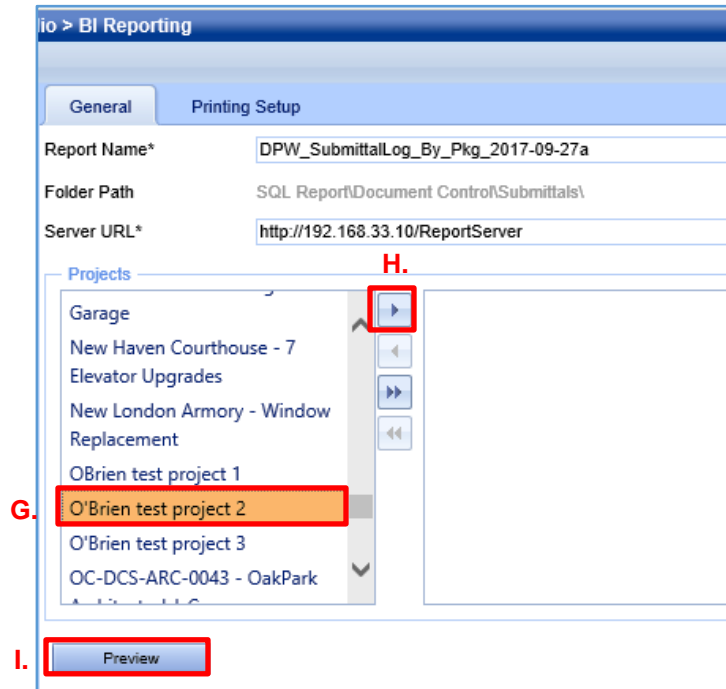 io > BI Reporting
General Printing Setup
Report Name* DPW_SubmittalLog_By_Pkg_2017-09-27a
Folder Path SQL Report\Document Control\Submittals\
Server URL* http://192.168.33.10/ReportServer
H.
Projects
Garage
New Haven Courthouse - 7
Elevator Upgrades
New London Armory - Window
Replacement
OBrien test project 1
G. O'Brien test project 2
O'Brien test project 3
OC-DCS-ARC-0043 - OakPark
I. Preview